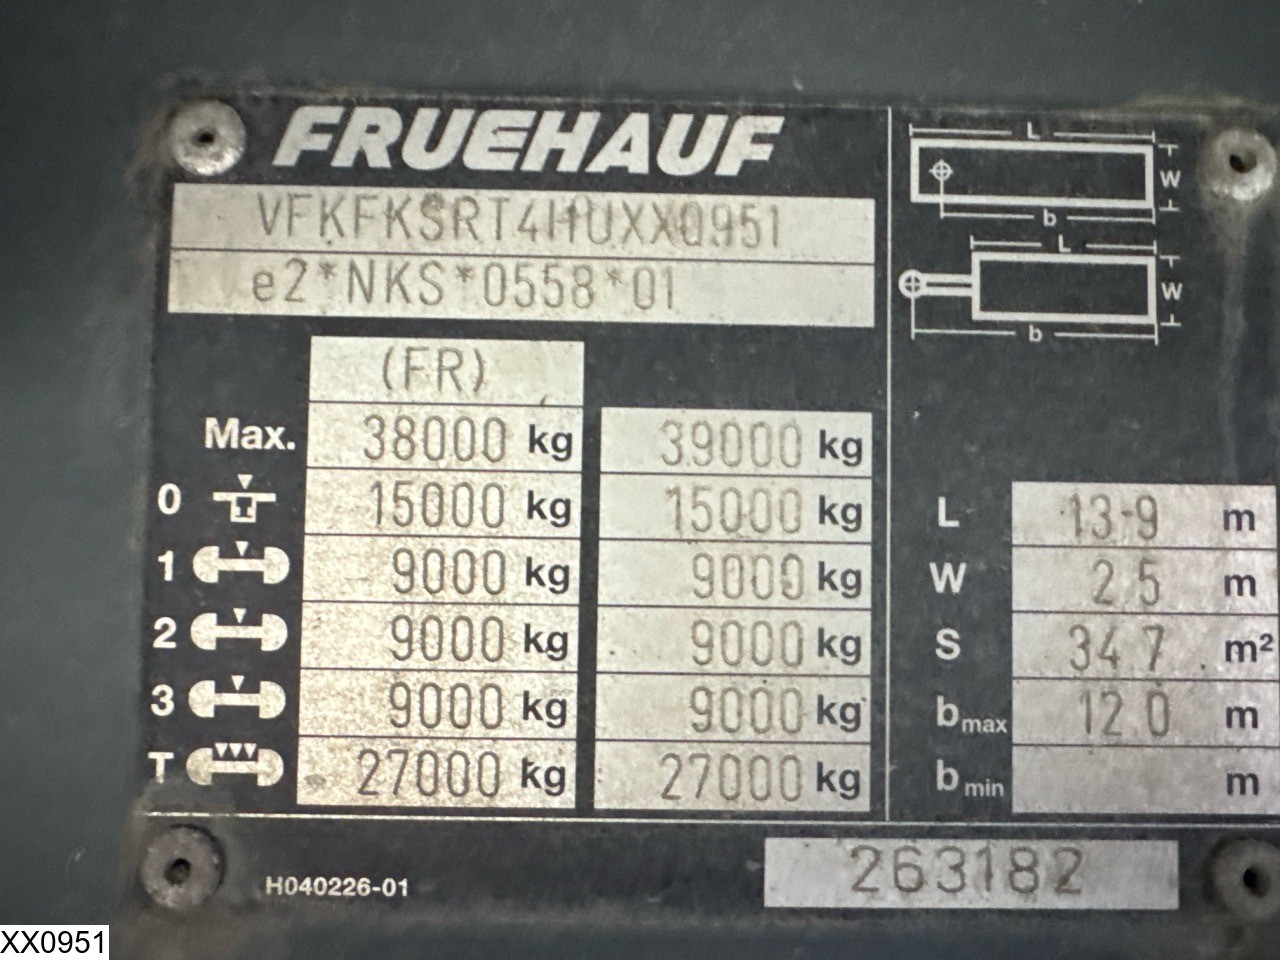 FRUEHAUF
VFKFKSRT4HUXX0951
e2*NKS*0558*01
(FR)
Max. 38000 kg 39000 kg
0 15000 kg 15000 kg
1 9000 kg 9000 kg
2 9000 kg 9000 kg
3 9000 kg 9000 kg
T 27000 kg 27000 kg
L
W
b
L
W
b
L 13.9 m
W 2 5 m
S 34 7 m²
b max 12 0 m
b min m
H040226-01
263182
XX0951